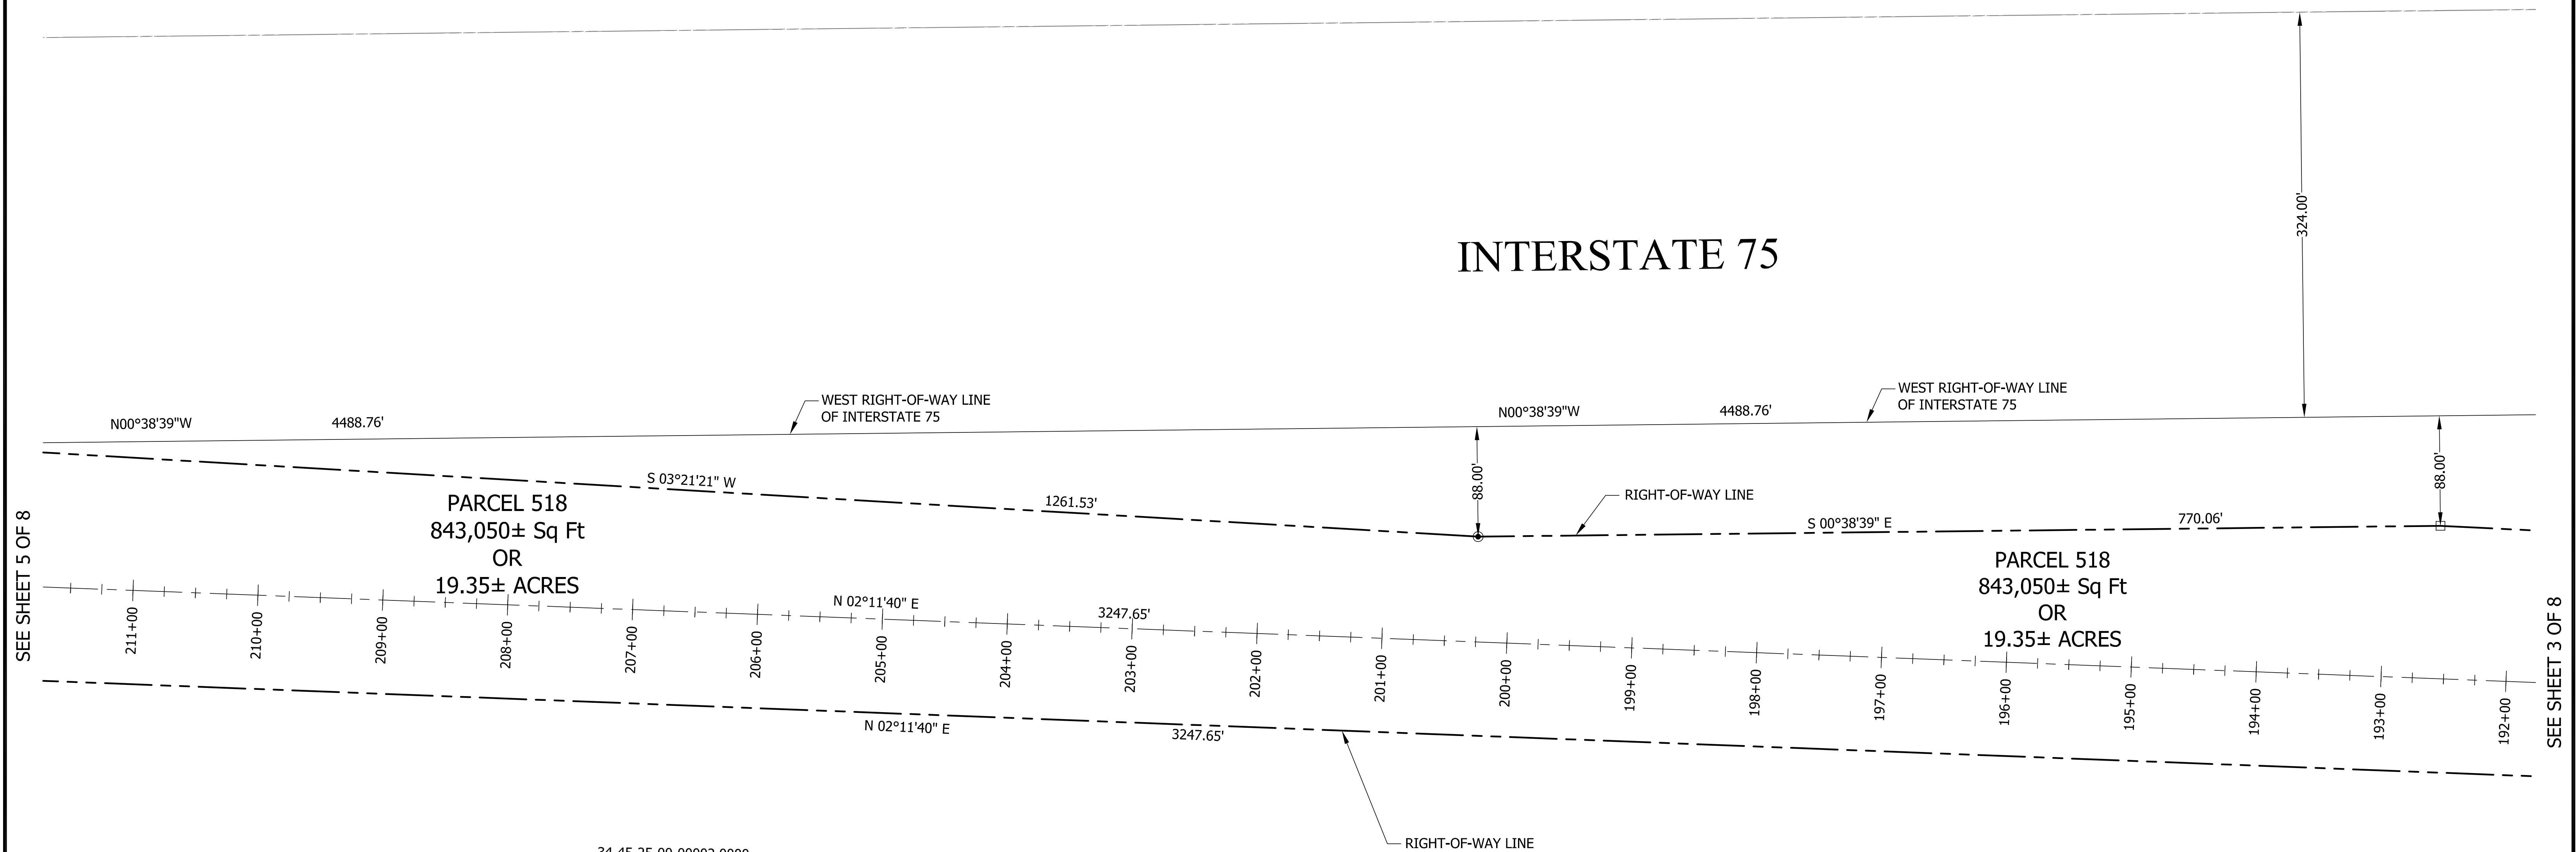 324.00'
INTERSTATE 75
WEST RIGHT-OF-WAY LINE
OF INTERSTATE 75
WEST RIGHT-OF-WAY LINE
OF INTERSTATE 75
N00°38'39"W
4488.76'
N00°38'39"W
4488.76'
88.00'
88.00'
S 03°21'21" W
1261.53'
RIGHT-OF-WAY LINE
S 00°38'39" E
770.06'
PARCEL 518
843,050± Sq Ft
OR
19.35± ACRES
PARCEL 518
843,050± Sq Ft
OR
19.35± ACRES
SEE SHEET 5 OF 8
SEE SHEET 3 OF 8
N 02°11'40" E
3247.65'
211+00
210+00
209+00
208+00
207+00
206+00
205+00
204+00
203+00
202+00
201+00
200+00
199+00
198+00
197+00
196+00
195+00
194+00
193+00
192+00
N 02°11'40" E
3247.65'
RIGHT-OF-WAY LINE